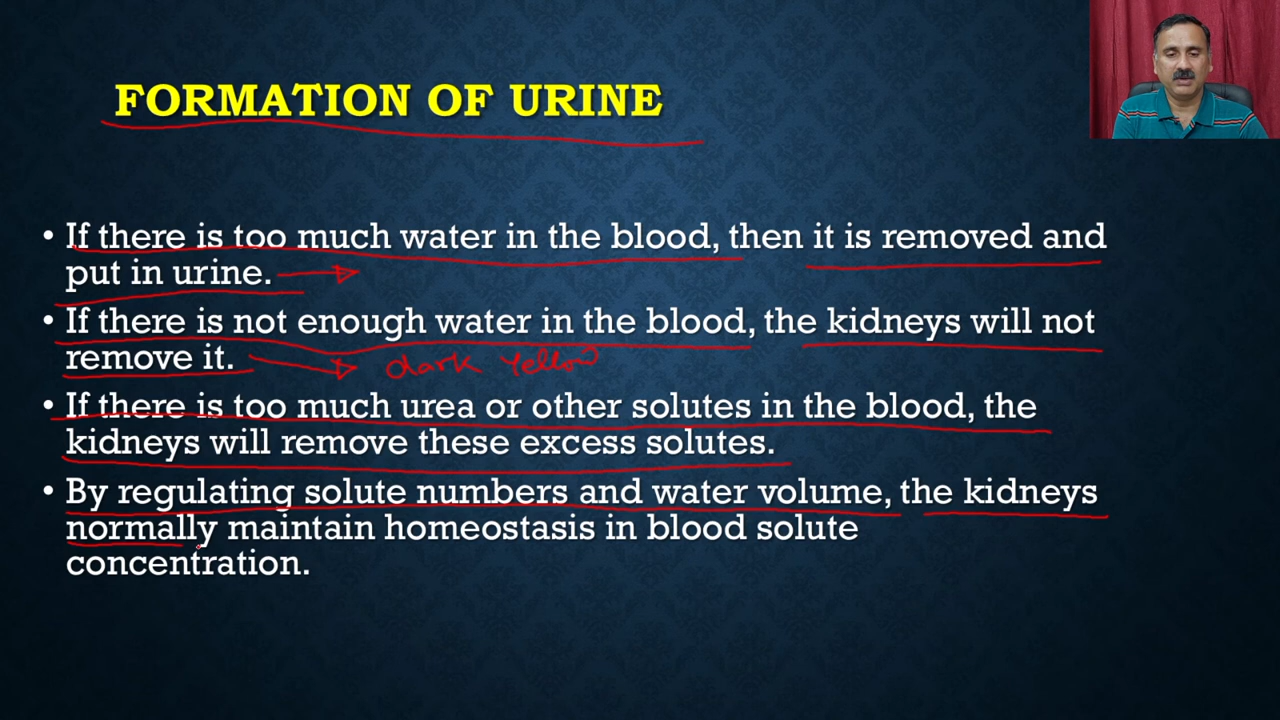 FORMATION OF URINE
• If there is too much water in the blood, then it is removed and
put in urine.
• If there is not enough water in the blood, the kidneys will not
remove it.
dark yellow
• If there is too much urea or other solutes in the blood, the
kidneys will remove these excess solutes.
• By regulating solute numbers and water volume, the kidneys
normally maintain homeostasis in blood solute
concentration.